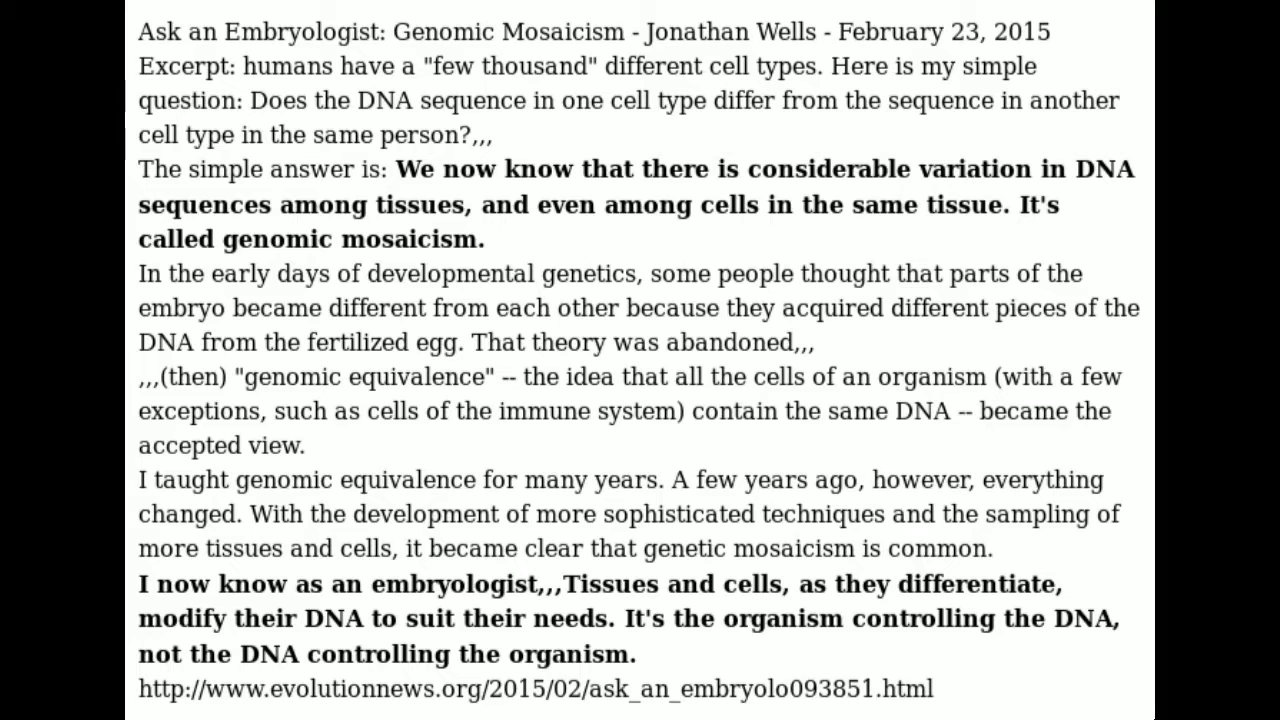 Ask an Embryologist: Genomic Mosaicism - Jonathan Wells - February 23, 2015
Excerpt: humans have a "few thousand" different cell types. Here is my simple
question: Does the DNA sequence in one cell type differ from the sequence in another
cell type in the same person?,,,
The simple answer is: We now know that there is considerable variation in DNA
sequences among tissues, and even among cells in the same tissue. It's
called genomic mosaicism.
In the early days of developmental genetics, some people thought that parts of the
embryo became different from each other because they acquired different pieces of the
DNA from the fertilized egg. That theory was abandoned,,,
,,,(then) "genomic equivalence" -- the idea that all the cells of an organism (with a few
exceptions, such as cells of the immune system) contain the same DNA -- became the
accepted view.
I taught genomic equivalence for many years. A few years ago, however, everything
changed. With the development of more sophisticated techniques and the sampling of
more tissues and cells, it became clear that genetic mosaicism is common.
I now know as an embryologist,,,Tissues and cells, as they differentiate,
modify their DNA to suit their needs. It's the organism controlling the DNA,
not the DNA controlling the organism.
http://www.evolutionnews.org/2015/02/ask_an_embryolo093851.html